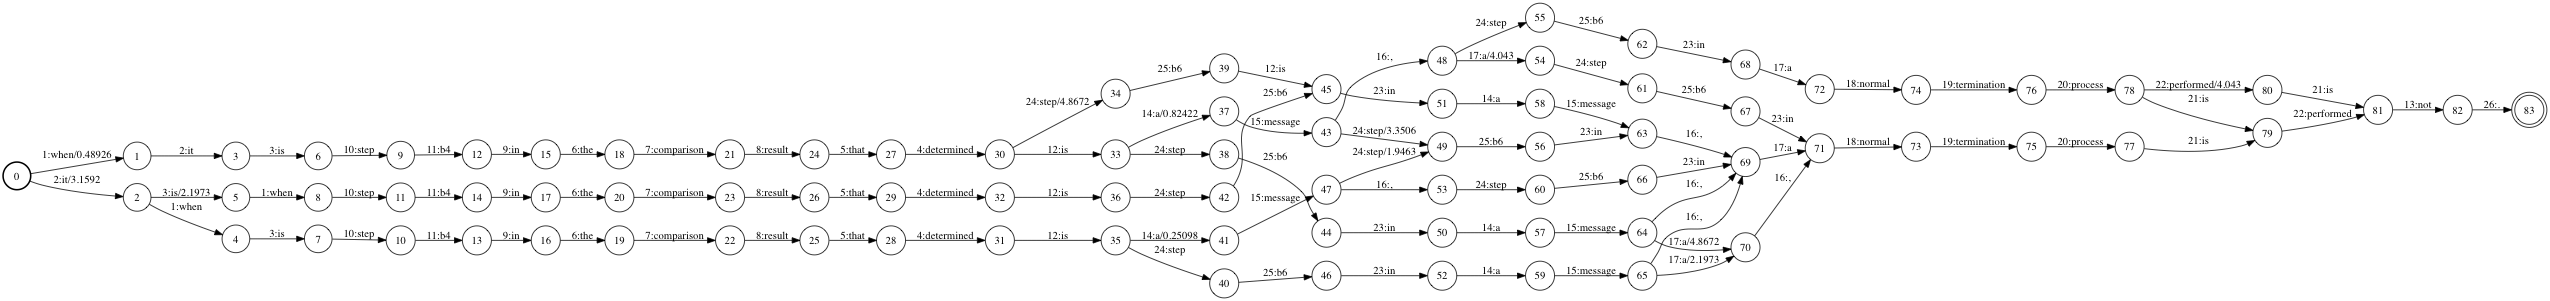 55
24:step 25:b6
62 23:in
39 16:, 48 17:a/4.043 54 24:step 68 17:a
25:b6 12:is 61 25:b6 72 18:normal 74 19:termination 76 20:process 78 22:performed/4.043 80 21:is
24:step/4.8672 34 25:b6 45 23:in 51 14:a 58 15:message 67 23:in 21:is 81 13:not 82 26:. 83
14:a/0.82422 37 15:message 43 24:step/3.3506 63 16:, 22:performed
1:when/0.48926 1 2:it 3 3:is 6 10:step 9 11:b4 12 9:in 15 6:the 18 7:comparison 21 8:result 24 5:that 27 4:determined 30 12:is 33 24:step 38 24:step/1.9463 49 25:b6 56 23:in 69 17:a 71 18:normal 73 19:termination 75 20:process 77 21:is 79
0 25:b6 23:in
2:it/3.1592 2 3:is/2.1973 5 1:when 8 10:step 11 11:b4 14 9:in 17 6:the 20 7:comparison 23 8:result 26 5:that 29 4:determined 32 12:is 36 24:step 42 15:message 47 16:, 53 24:step 60 25:b6 66 16:, 16:,
1:when 16:,
4 3:is 7 10:step 10 11:b4 13 9:in 16 6:the 19 7:comparison 22 8:result 25 5:that 28 4:determined 31 12:is 35 14:a/0.25098 41 44 23:in 50 14:a 57 15:message 64 17:a/4.8672 70
24:step 17:a/2.1973
40 25:b6 46 23:in 52 14:a 59 15:message 65